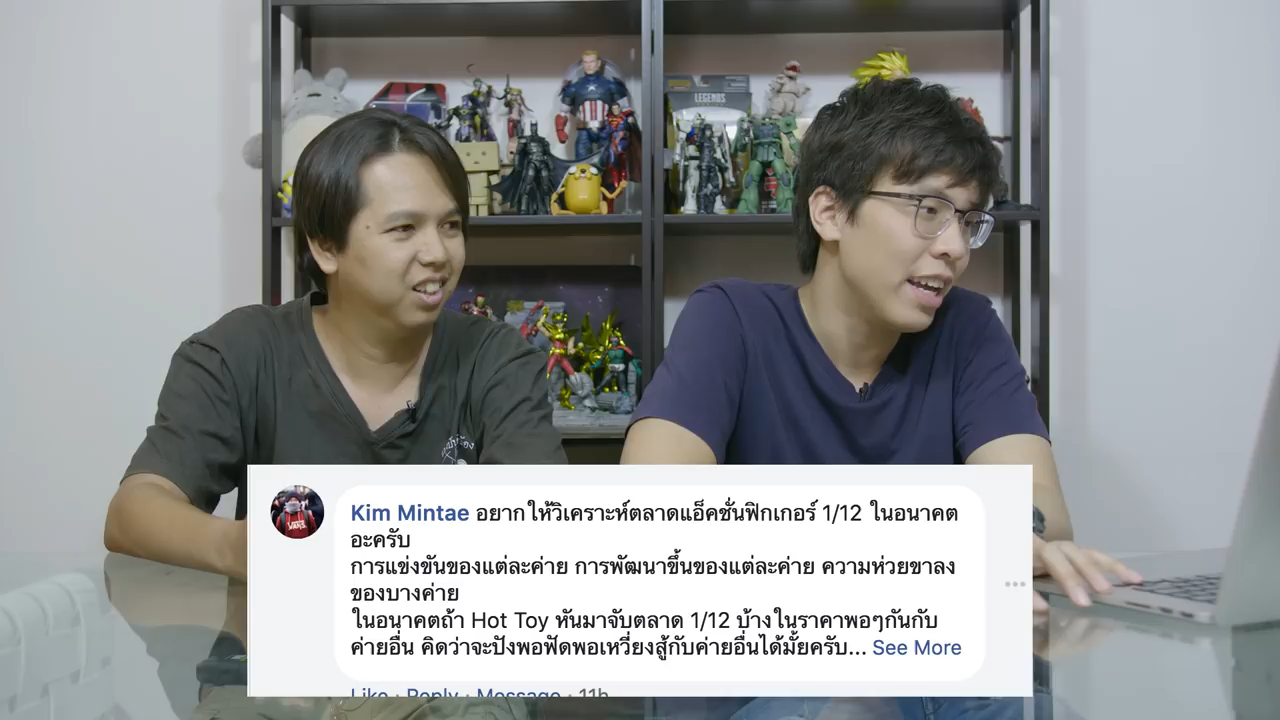 LEGENDS
Kim Mintae อยากให้วิเคราะห์ตลาดแอ็คชั่นฟิกเกอร์ 1/12 ในอนาคต
อะครับ
การแข่งขันของแต่ละค่าย การพัฒนาขึ้นของแต่ละค่าย ความห่วยขาลง
ของบางค่าย
ในอนาคตถ้า Hot Toy หันมาจับตลาด 1/12 บ้างในราคาพอๆกันกับ
ค่ายอื่น คิดว่าจะปังพอฟัดพอเหวี่ยงสู้กับค่ายอื่นได้มั้ยครับ... See More
Like · Reply · Message · 11h
VANS